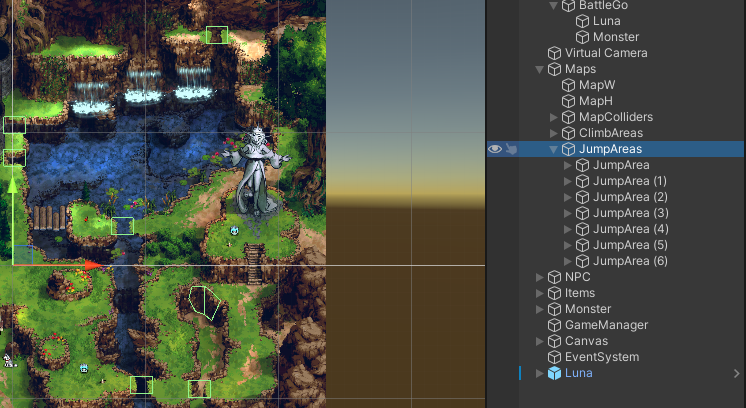 BattleGo
Luna
Monster
Virtual Camera
Maps
MapW
MapH
MapColliders
ClimbAreas
JumpAreas
JumpArea
JumpArea (1)
JumpArea (2)
JumpArea (3)
JumpArea (4)
JumpArea (5)
JumpArea (6)
NPC
Items
Monster
GameManager
Canvas
EventSystem
Luna